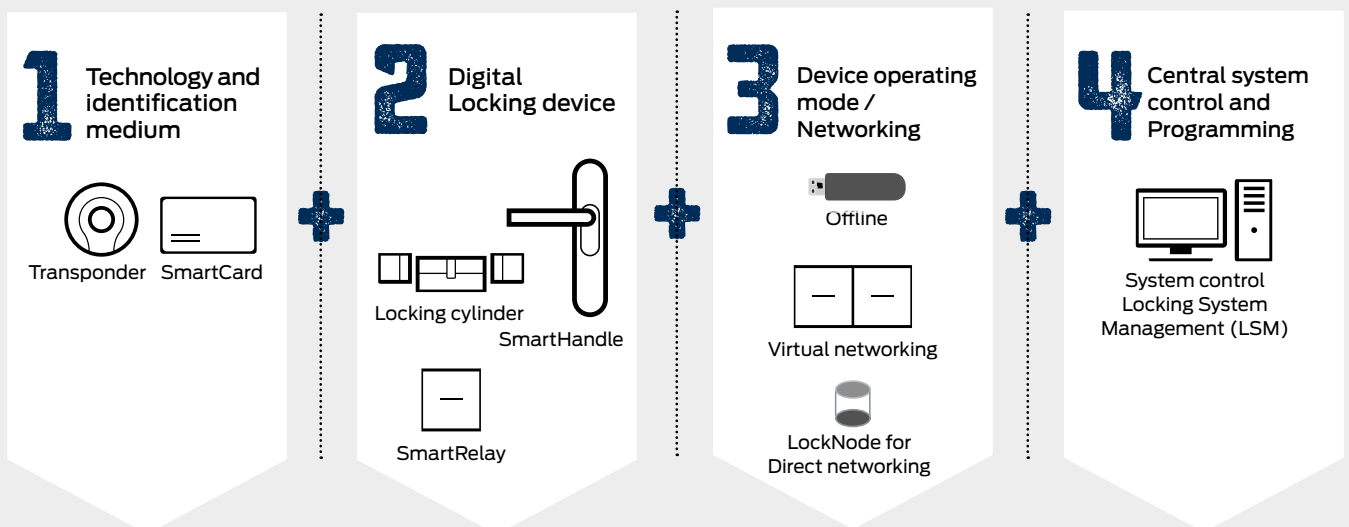 1
Technology and
identification
medium
Transponder
SmartCard
2
Digital
Locking device
Locking cylinder
SmartHandle
SmartRelay
3
Device operating
mode /
Networking
Offline
Virtual networking
LockNode for
Direct networking
4
Central system
control and
Programming
System control
Locking System
Management (LSM)